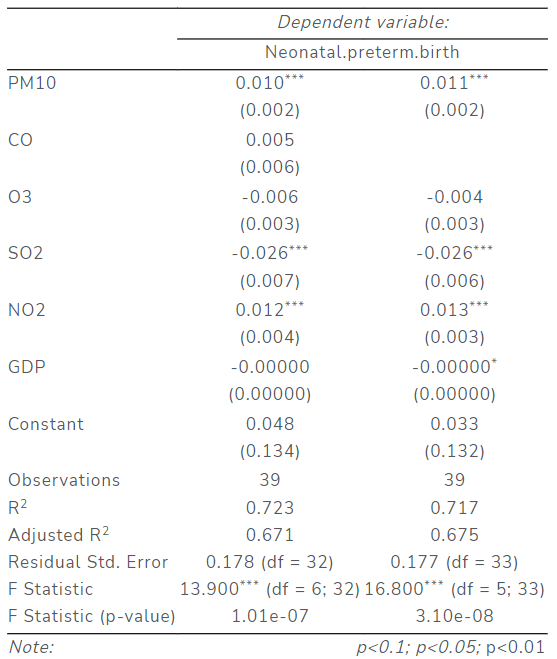 Dependent variable:
Neonatal.preterm.birth
PM10 0.010*** 0.011***
(0.002) (0.002)
CO 0.005
(0.006)
O3 -0.006 -0.004
(0.003) (0.003)
SO2 -0.026*** -0.026***
(0.007) (0.006)
NO2 0.012*** 0.013***
(0.004) (0.003)
GDP -0.00000 -0.00000*
(0.00000) (0.00000)
Constant 0.048 0.033
(0.134) (0.132)
Observations 39 39
R2 0.723 0.717
Adjusted R2 0.671 0.675
Residual Std. Error 0.178 (df = 32) 0.177 (df = 33)
F Statistic 13.900*** (df = 6; 32) 16.800*** (df = 5; 33)
F Statistic (p-value) 1.01e-07 3.10e-08
Note: p<0.1; p<0.05; p<0.01